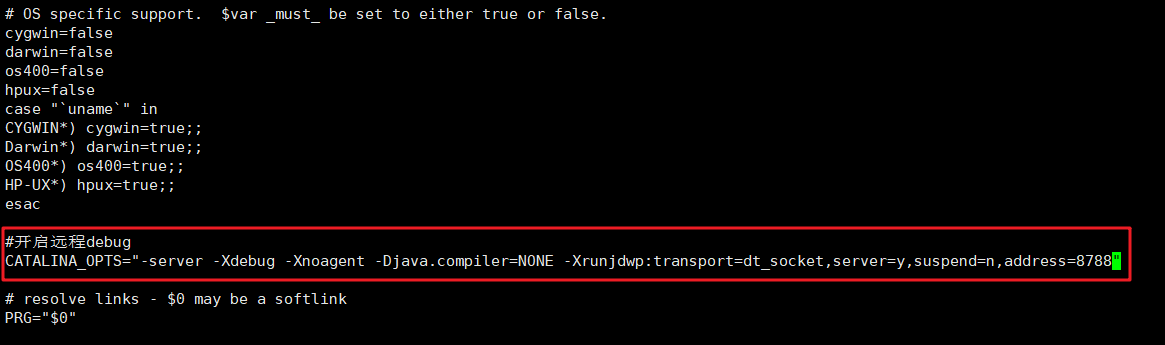 # OS specific support.  $var _must_ be set to either true or false.
cygwin=false
darwin=false
os400=false
hpux=false
case "`uname`" in
CYGWIN*) cygwin=true;;
Darwin*) darwin=true;;
OS400*) os400=true;;
HP-UX*) hpux=true;;
esac
#开启远程debug
CATALINA_OPTS="-server -Xdebug -Xnoagent -Djava.compiler=NONE -Xrunjdwp:transport=dt_socket,server=y,suspend=n,address=8788"
# resolve links - $0 may be a softlink
PRG="$0"